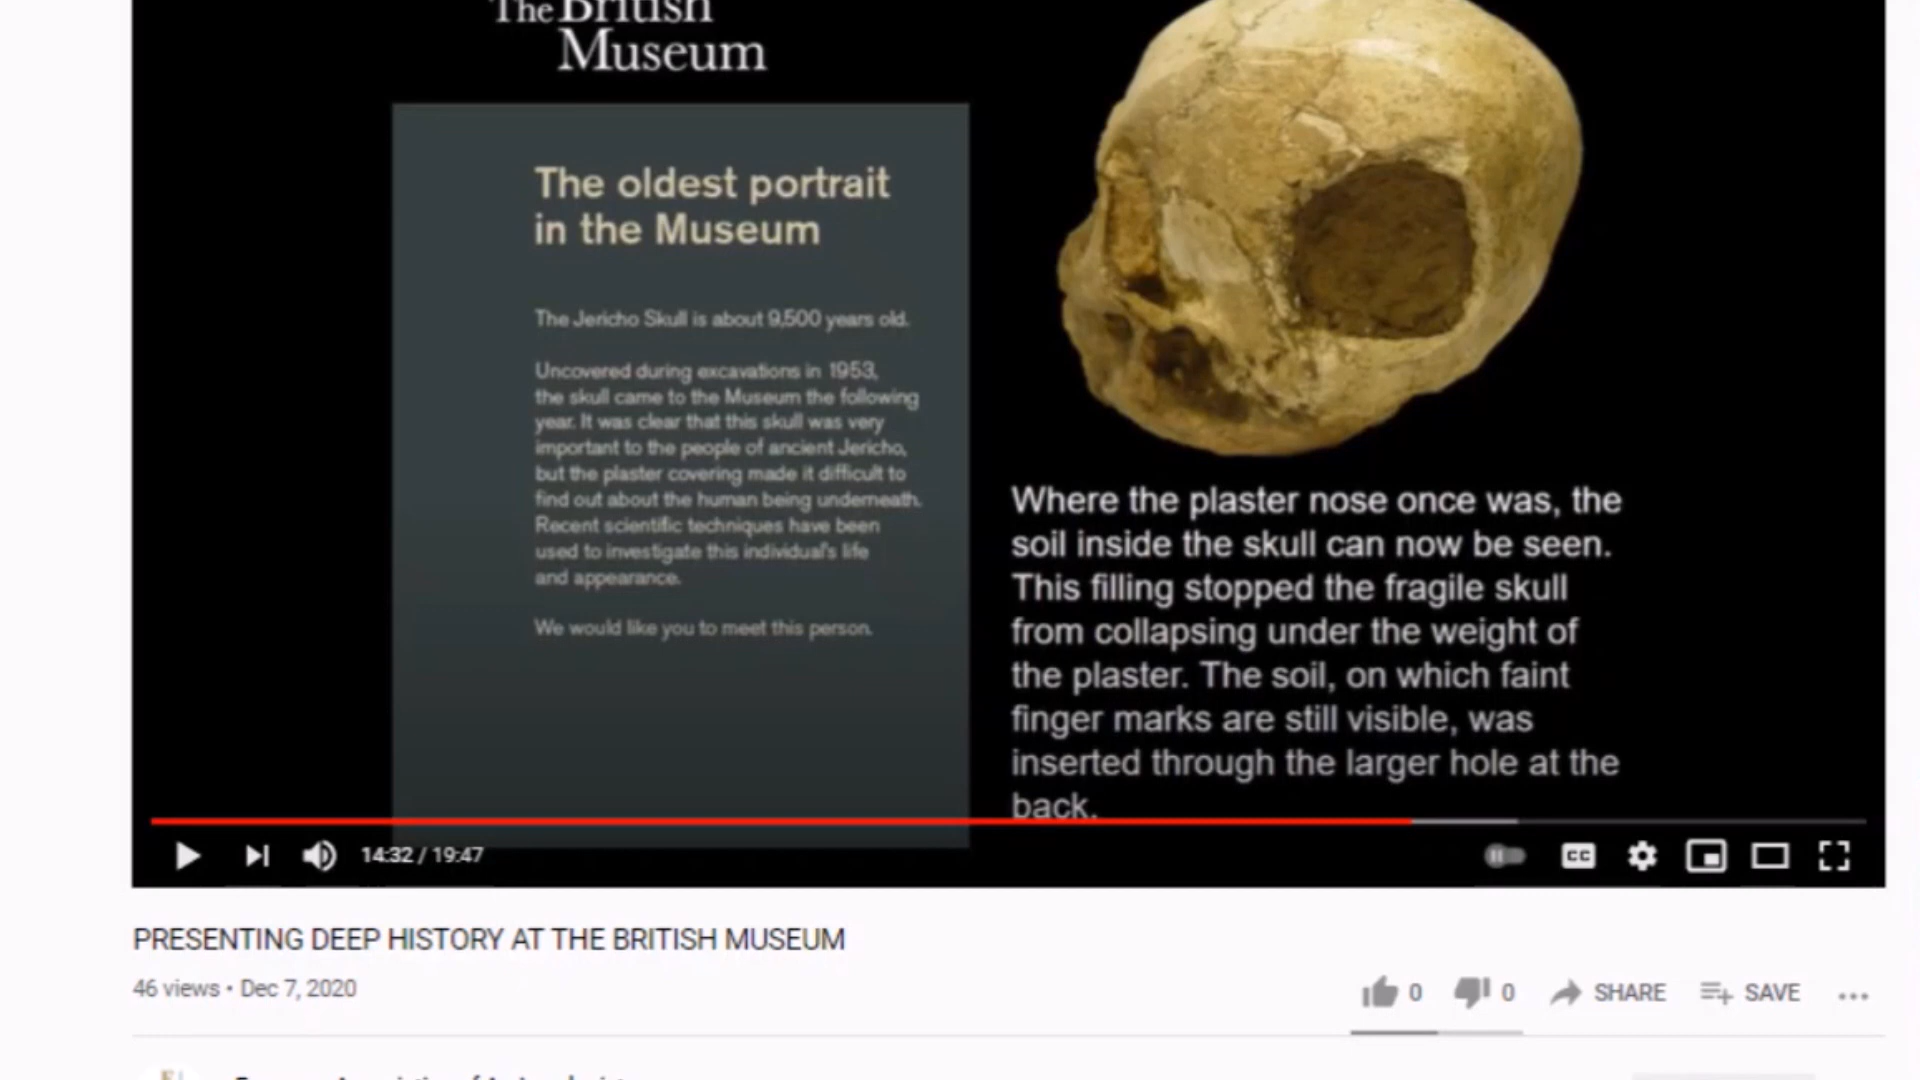 The British
Museum
The oldest portrait
in the Museum
The Jericho Skull is about 9,500 years old.
Uncovered during excavations in 1953,
the skull came to the Museum the following
year. It was clear that this skull was very
important to the people of ancient Jericho,
but the plaster covering made it difficult to
find out about the human being underneath.
Recent scientific techniques have been
used to investigate this individual's life
and appearance.
We would like you to meet this person.
Where the plaster nose once was, the
soil inside the skull can now be seen.
This filling stopped the fragile skull
from collapsing under the weight of
the plaster. The soil, on which faint
finger marks are still visible, was
inserted through the larger hole at the
back.
14:32 / 19:47
CC
PRESENTING DEEP HISTORY AT THE BRITISH MUSEUM
46 views • Dec 7, 2020
0 0 SHARE SAVE